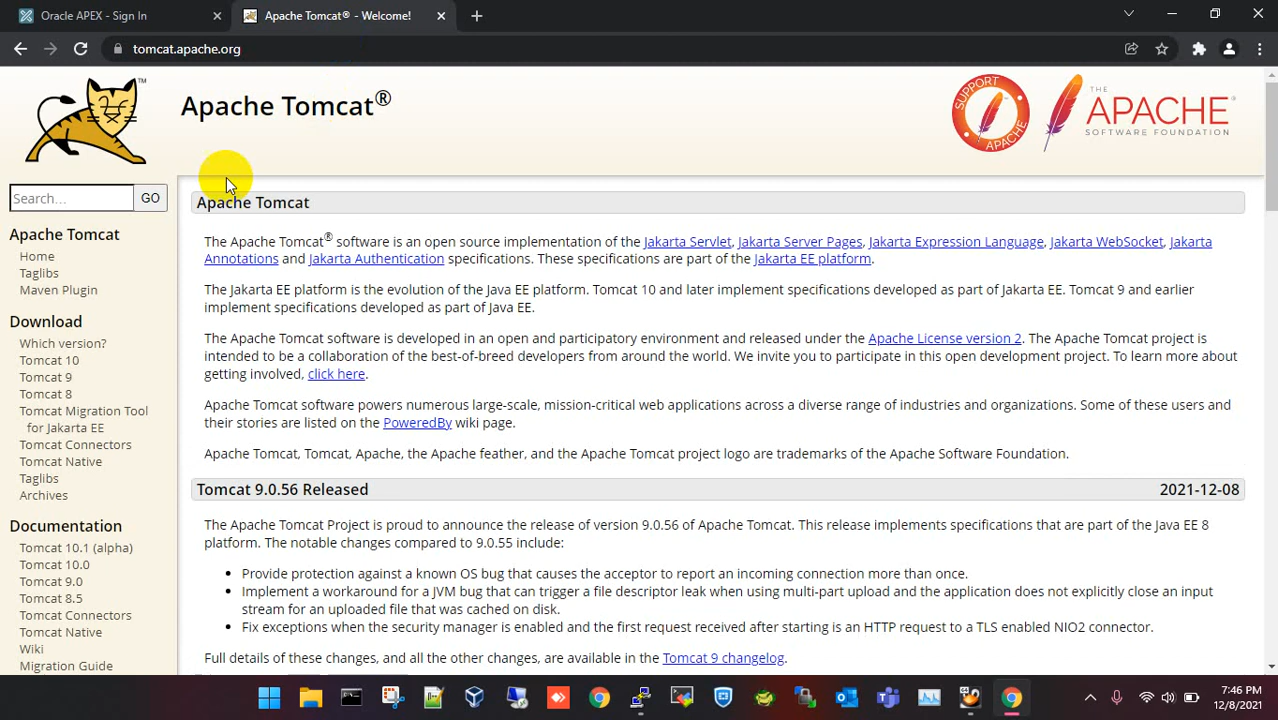 Oracle APEX - Sign In
Apache Tomcat® - Welcome!
tomcat.apache.org
TM
Apache Tomcat®
SUPPORT
APACHE
THE
APACHE®
SOFTWARE FOUNDATION
Search...
GO
Apache Tomcat
Home
Taglibs
Maven Plugin
Download
Which version?
Tomcat 10
Tomcat 9
Tomcat 8
Tomcat Migration Tool
for Jakarta EE
Tomcat Connectors
Tomcat Native
Taglibs
Archives
Documentation
Tomcat 10.1 (alpha)
Tomcat 10.0
Tomcat 9.0
Tomcat 8.5
Tomcat Connectors
Tomcat Native
Wiki
Migration Guide
Apache Tomcat
The Apache Tomcat® software is an open source implementation of the Jakarta Servlet, Jakarta Server Pages, Jakarta Expression Language, Jakarta WebSocket, Jakarta
Annotations and Jakarta Authentication specifications. These specifications are part of the Jakarta EE platform.
The Jakarta EE platform is the evolution of the Java EE platform. Tomcat 10 and later implement specifications developed as part of Jakarta EE. Tomcat 9 and earlier
implement specifications developed as part of Java EE.
The Apache Tomcat software is developed in an open and participatory environment and released under the Apache License version 2. The Apache Tomcat project is
intended to be a collaboration of the best-of-breed developers from around the world. We invite you to participate in this open development project. To learn more about
getting involved, click here.
Apache Tomcat software powers numerous large-scale, mission-critical web applications across a diverse range of industries and organizations. Some of these users and
their stories are listed on the PoweredBy wiki page.
Apache Tomcat, Tomcat, Apache, the Apache feather, and the Apache Tomcat project logo are trademarks of the Apache Software Foundation.
Tomcat 9.0.56 Released 2021-12-08
The Apache Tomcat Project is proud to announce the release of version 9.0.56 of Apache Tomcat. This release implements specifications that are part of the Java EE 8
platform. The notable changes compared to 9.0.55 include:
• Provide protection against a known OS bug that causes the acceptor to report an incoming connection more than once.
• Implement a workaround for a JVM bug that can trigger a file descriptor leak when using multi-part upload and the application does not explicitly close an input
stream for an uploaded file that was cached on disk.
• Fix exceptions when the security manager is enabled and the first request received after starting is an HTTP request to a TLS enabled NIO2 connector.
Full details of these changes, and all the other changes, are available in the Tomcat 9 changelog.
7:46 PM
12/8/2021